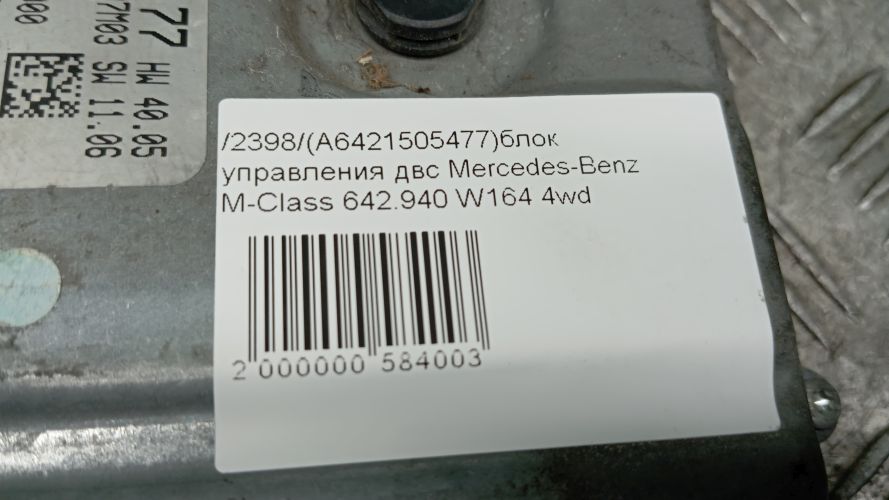 77
HW 40.05
SW 11.06
/2398/(A6421505477)блок
управления двс Mercedes-Benz
M-Class 642.940 W164 4wd
2 000000 584003